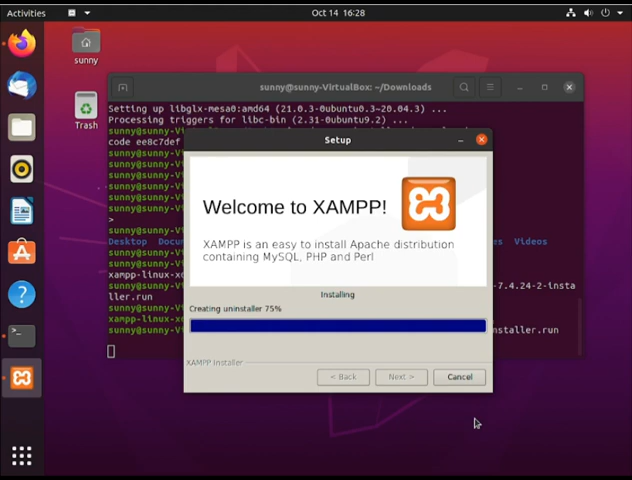 Activities
Oct 14 16:28
sunny
Trash
sunny@sunny-VirtualBox: ~/Downloads
Setting up libglx-mesa0:amd64 (21.0.3-0ubuntu0.3~20.04.3) ...
Processing triggers for libc-bin (2.31-0ubuntu9.2) ...
sunny@sunny-Vi
code ee8c7def
sunny@sunny-Vi
sunny@sunny-Vi
sunny@sunny-Vi
sunny@sunny-Vi
sunny@sunny-Vi
>
Desktop Docum es Videos
sunny@sunny-Vi
xampp-linux-x6 -7.4.24-2-insta
ller.run
sunny@sunny-Vi
xampp-linux-x
sunny@sunny-Vi nstaller.run
Setup
Welcome to XAMPP!
XAMPP is an easy to install Apache distribution
containing MySQL, PHP and Perl
Installing
Creating uninstaller 75%
XAMPP Installer
< Back
Next >
Cancel